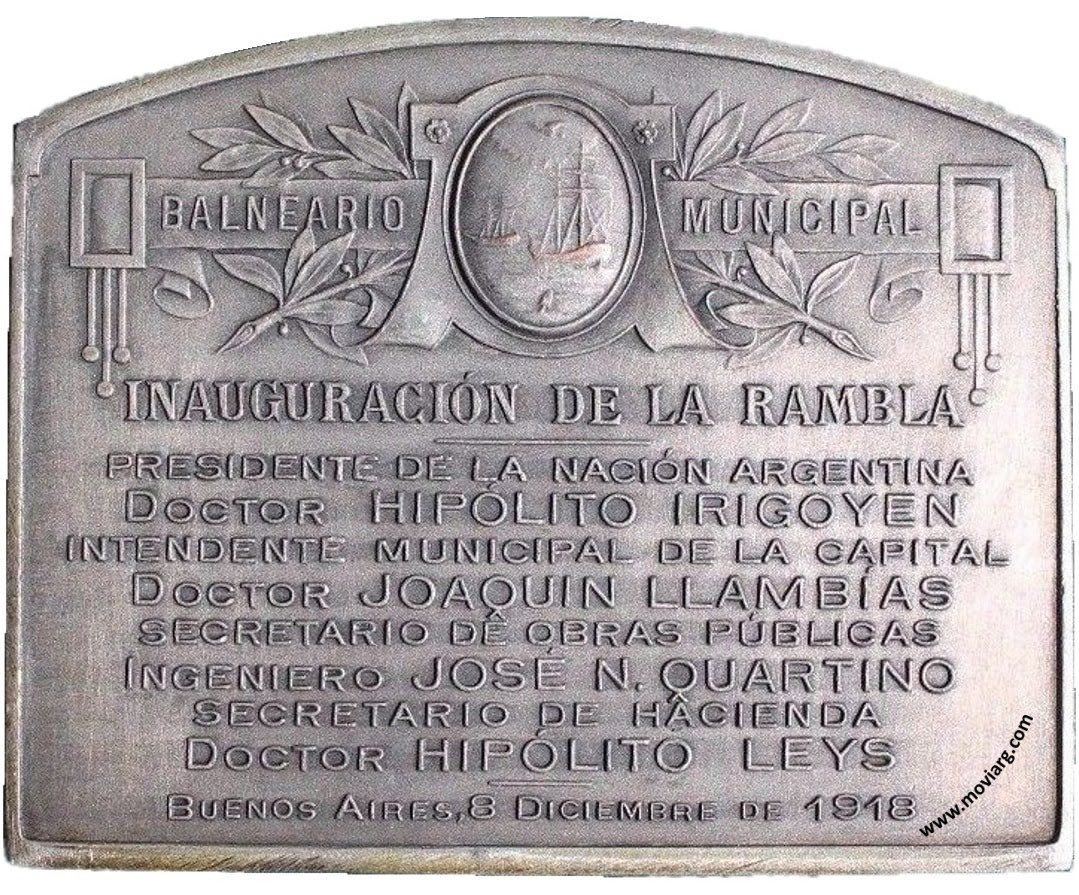 BALNEARIO MUNICIPAL
INAUGURACIÓN DE LA RAMBLA
PRESIDENTE DE LA NACIÓN ARGENTINA
DOCTOR HIPÓLITO IRIGOYEN
INTENDENTE MUNICIPAL DE LA CAPITAL
DOCTOR JOAQUIN LLAMBÍAS
SECRETARIO DE OBRAS PÚBLICAS
INGENIERO JOSÉ N. QUARTINO
SECRETARIO DE HACIENDA
DOCTOR HIPÓLITO LEYS
BUENOS AIRES, 8 DICIEMBRE DE 1918
www.moviarg.com